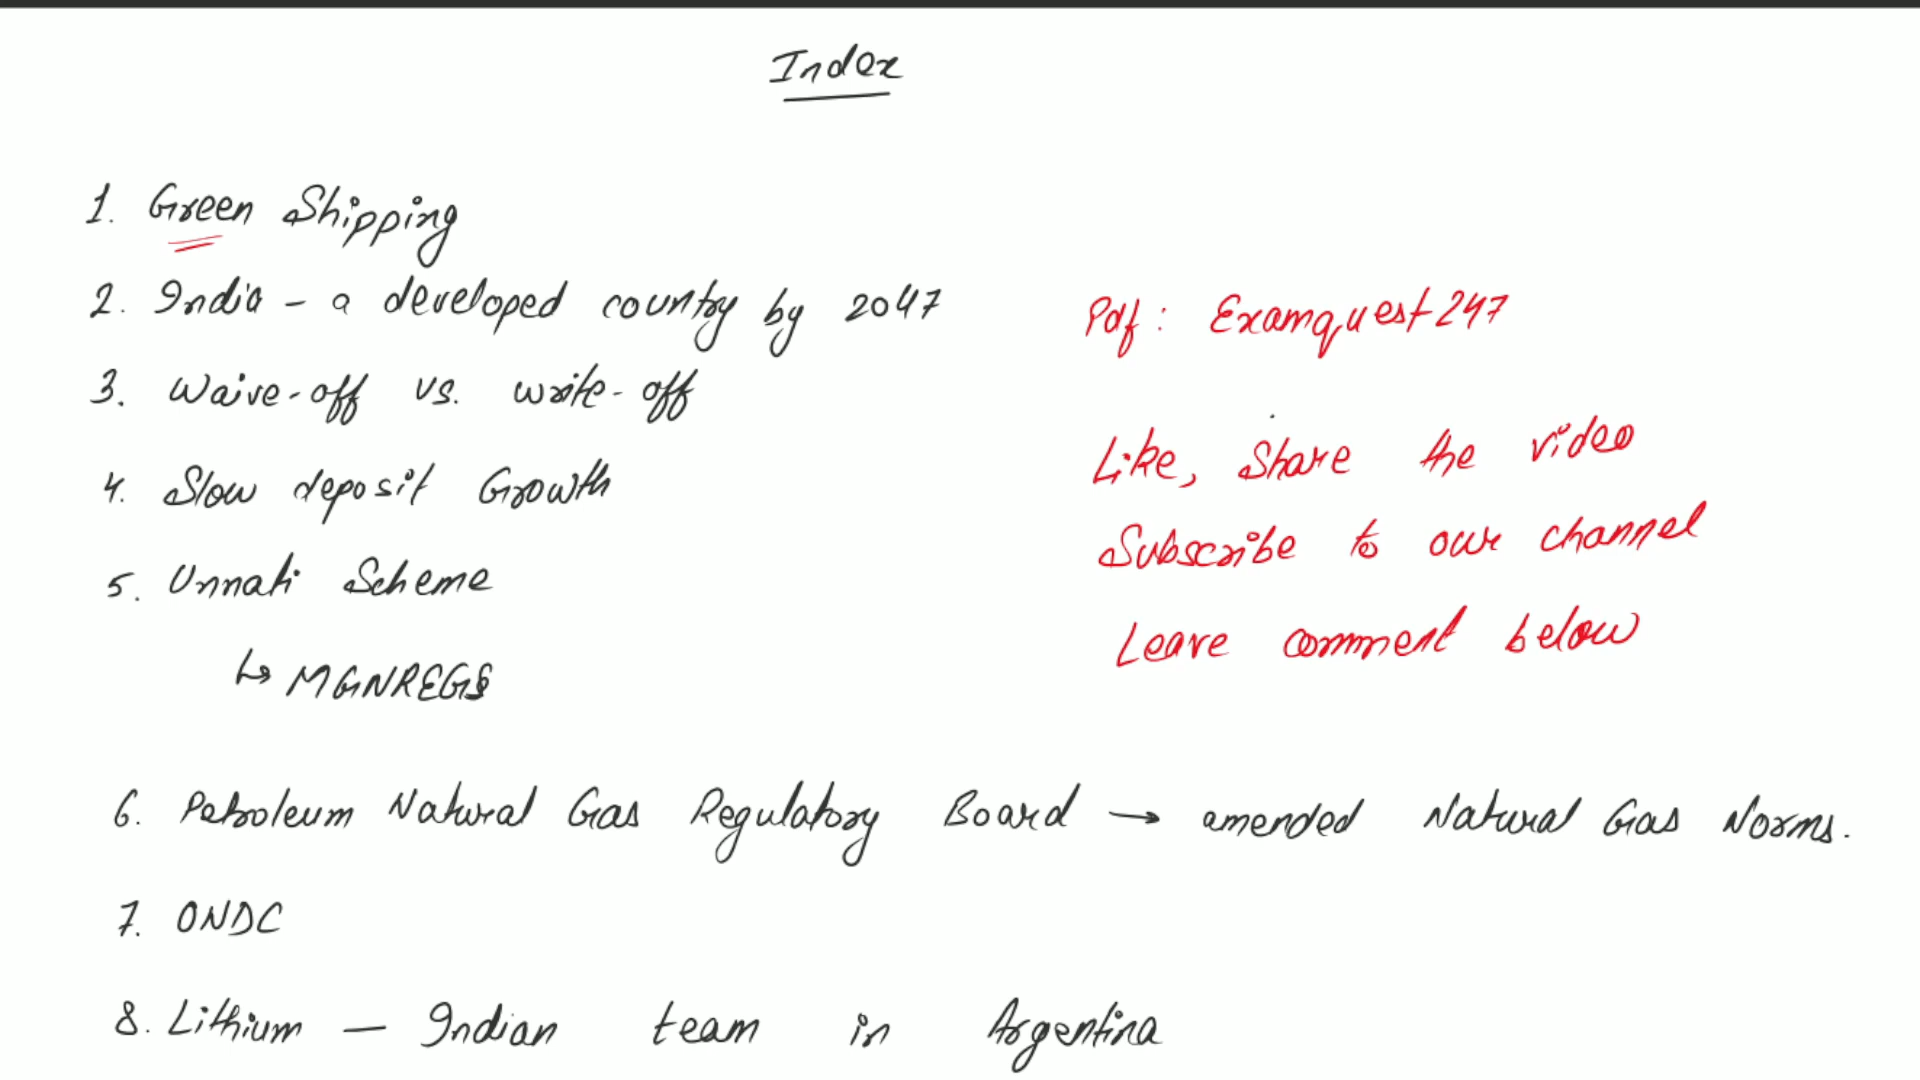 Index
1. Green Shipping
2. India - a developed country by 2047
3. Waive-off vs. write-off
4. Slow deposit Growth
5. Unnati Scheme
↳ MGNREGS
6. Petroleum Natural Gas Regulatory Board → amended Natural Gas Norms.
7. ONDC
8. Lithium — Indian team in Argentina
Pdf: Examquest247
Like, Share the video
Subscribe to our channel
Leave comment below